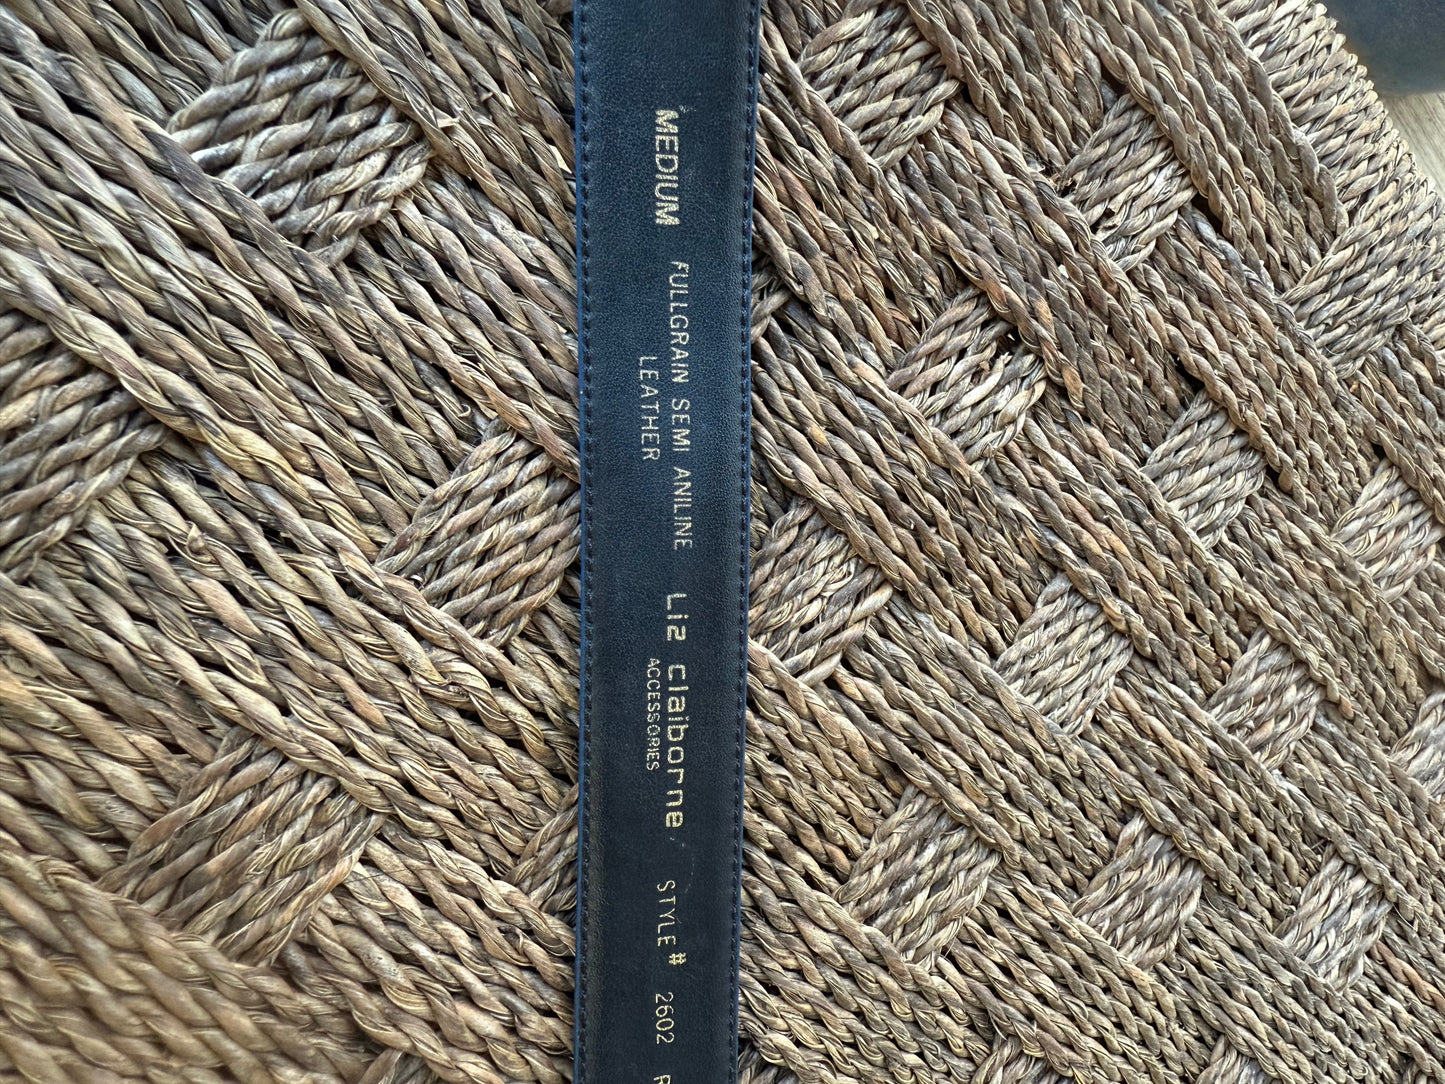 MEDIUM
FULLGRAIN SEMI ANILINE
LEATHER
Liz claiborne
ACCESSORIES
STYLE # 2602